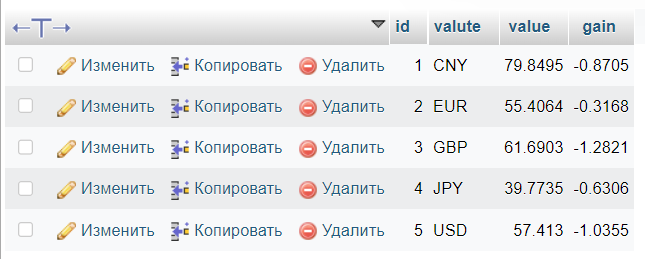 id valute value gain
Изменить Копировать Удалить 1 CNY 79.8495 -0.8705
Изменить Копировать Удалить 2 EUR 55.4064 -0.3168
Изменить Копировать Удалить 3 GBP 61.6903 -1.2821
Изменить Копировать Удалить 4 JPY 39.7735 -0.6306
Изменить Копировать Удалить 5 USD 57.413 -1.0355